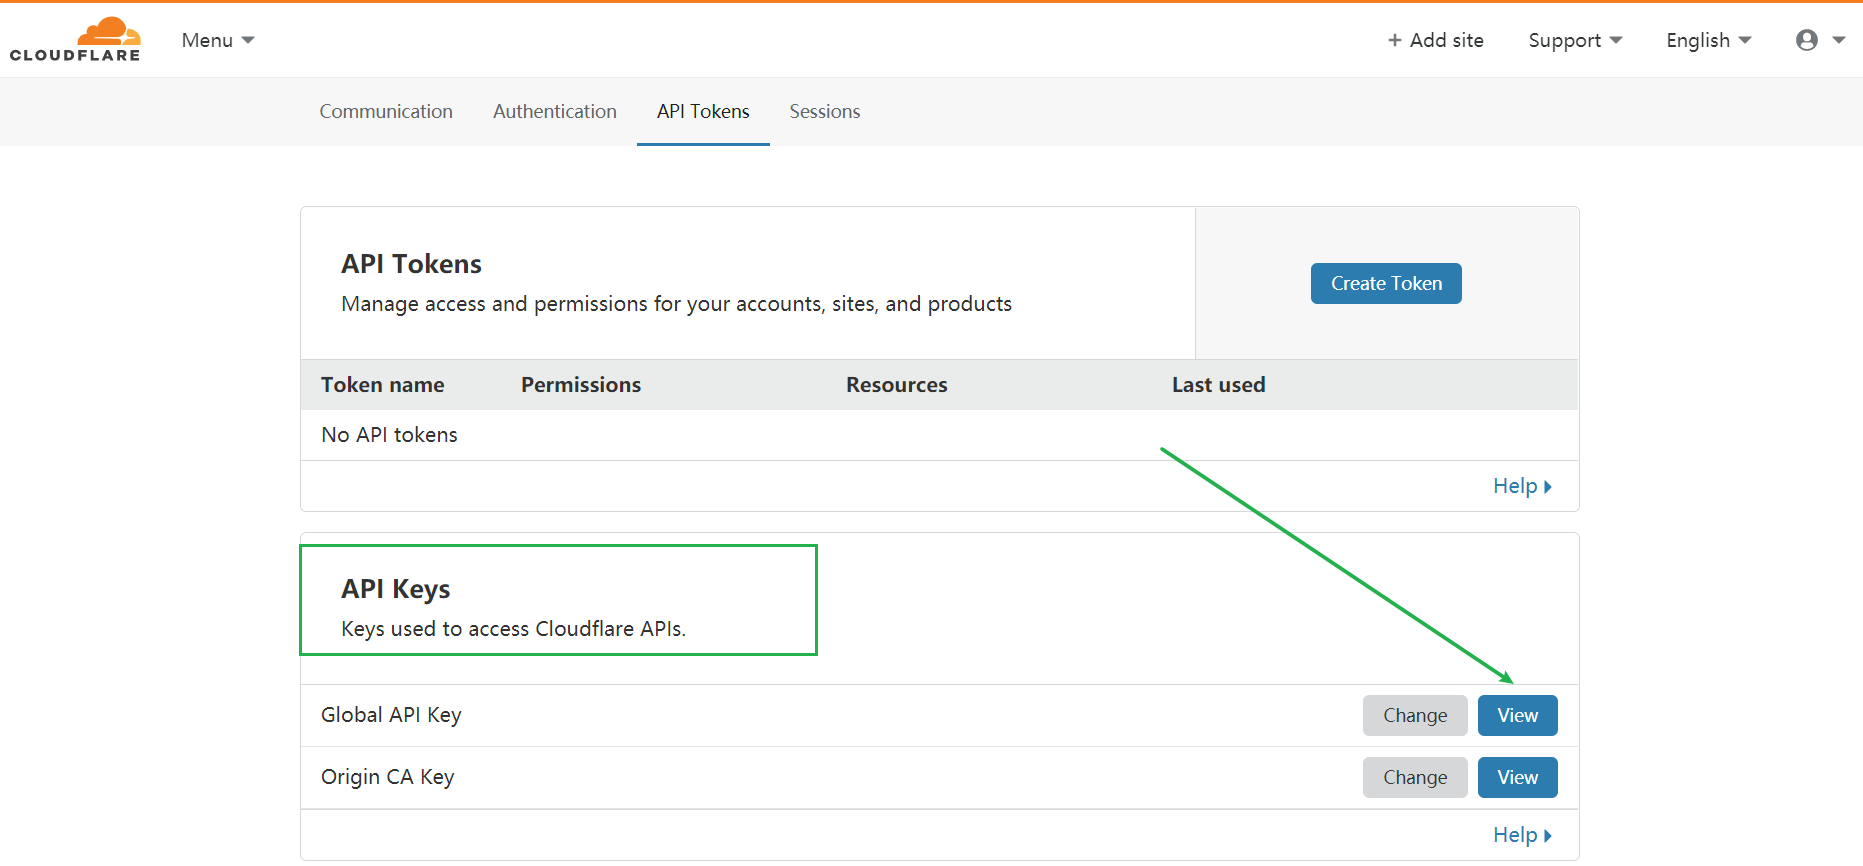 CLOUDFLARE
Menu
+ Add site
Support
English
Communication
Authentication
API Tokens
Sessions
API Tokens
Manage access and permissions for your accounts, sites, and products
Create Token
Token name Permissions Resources Last used
No API tokens
Help
API Keys
Keys used to access Cloudflare APIs.
Global API Key
Change
View
Origin CA Key
Change
View
Help